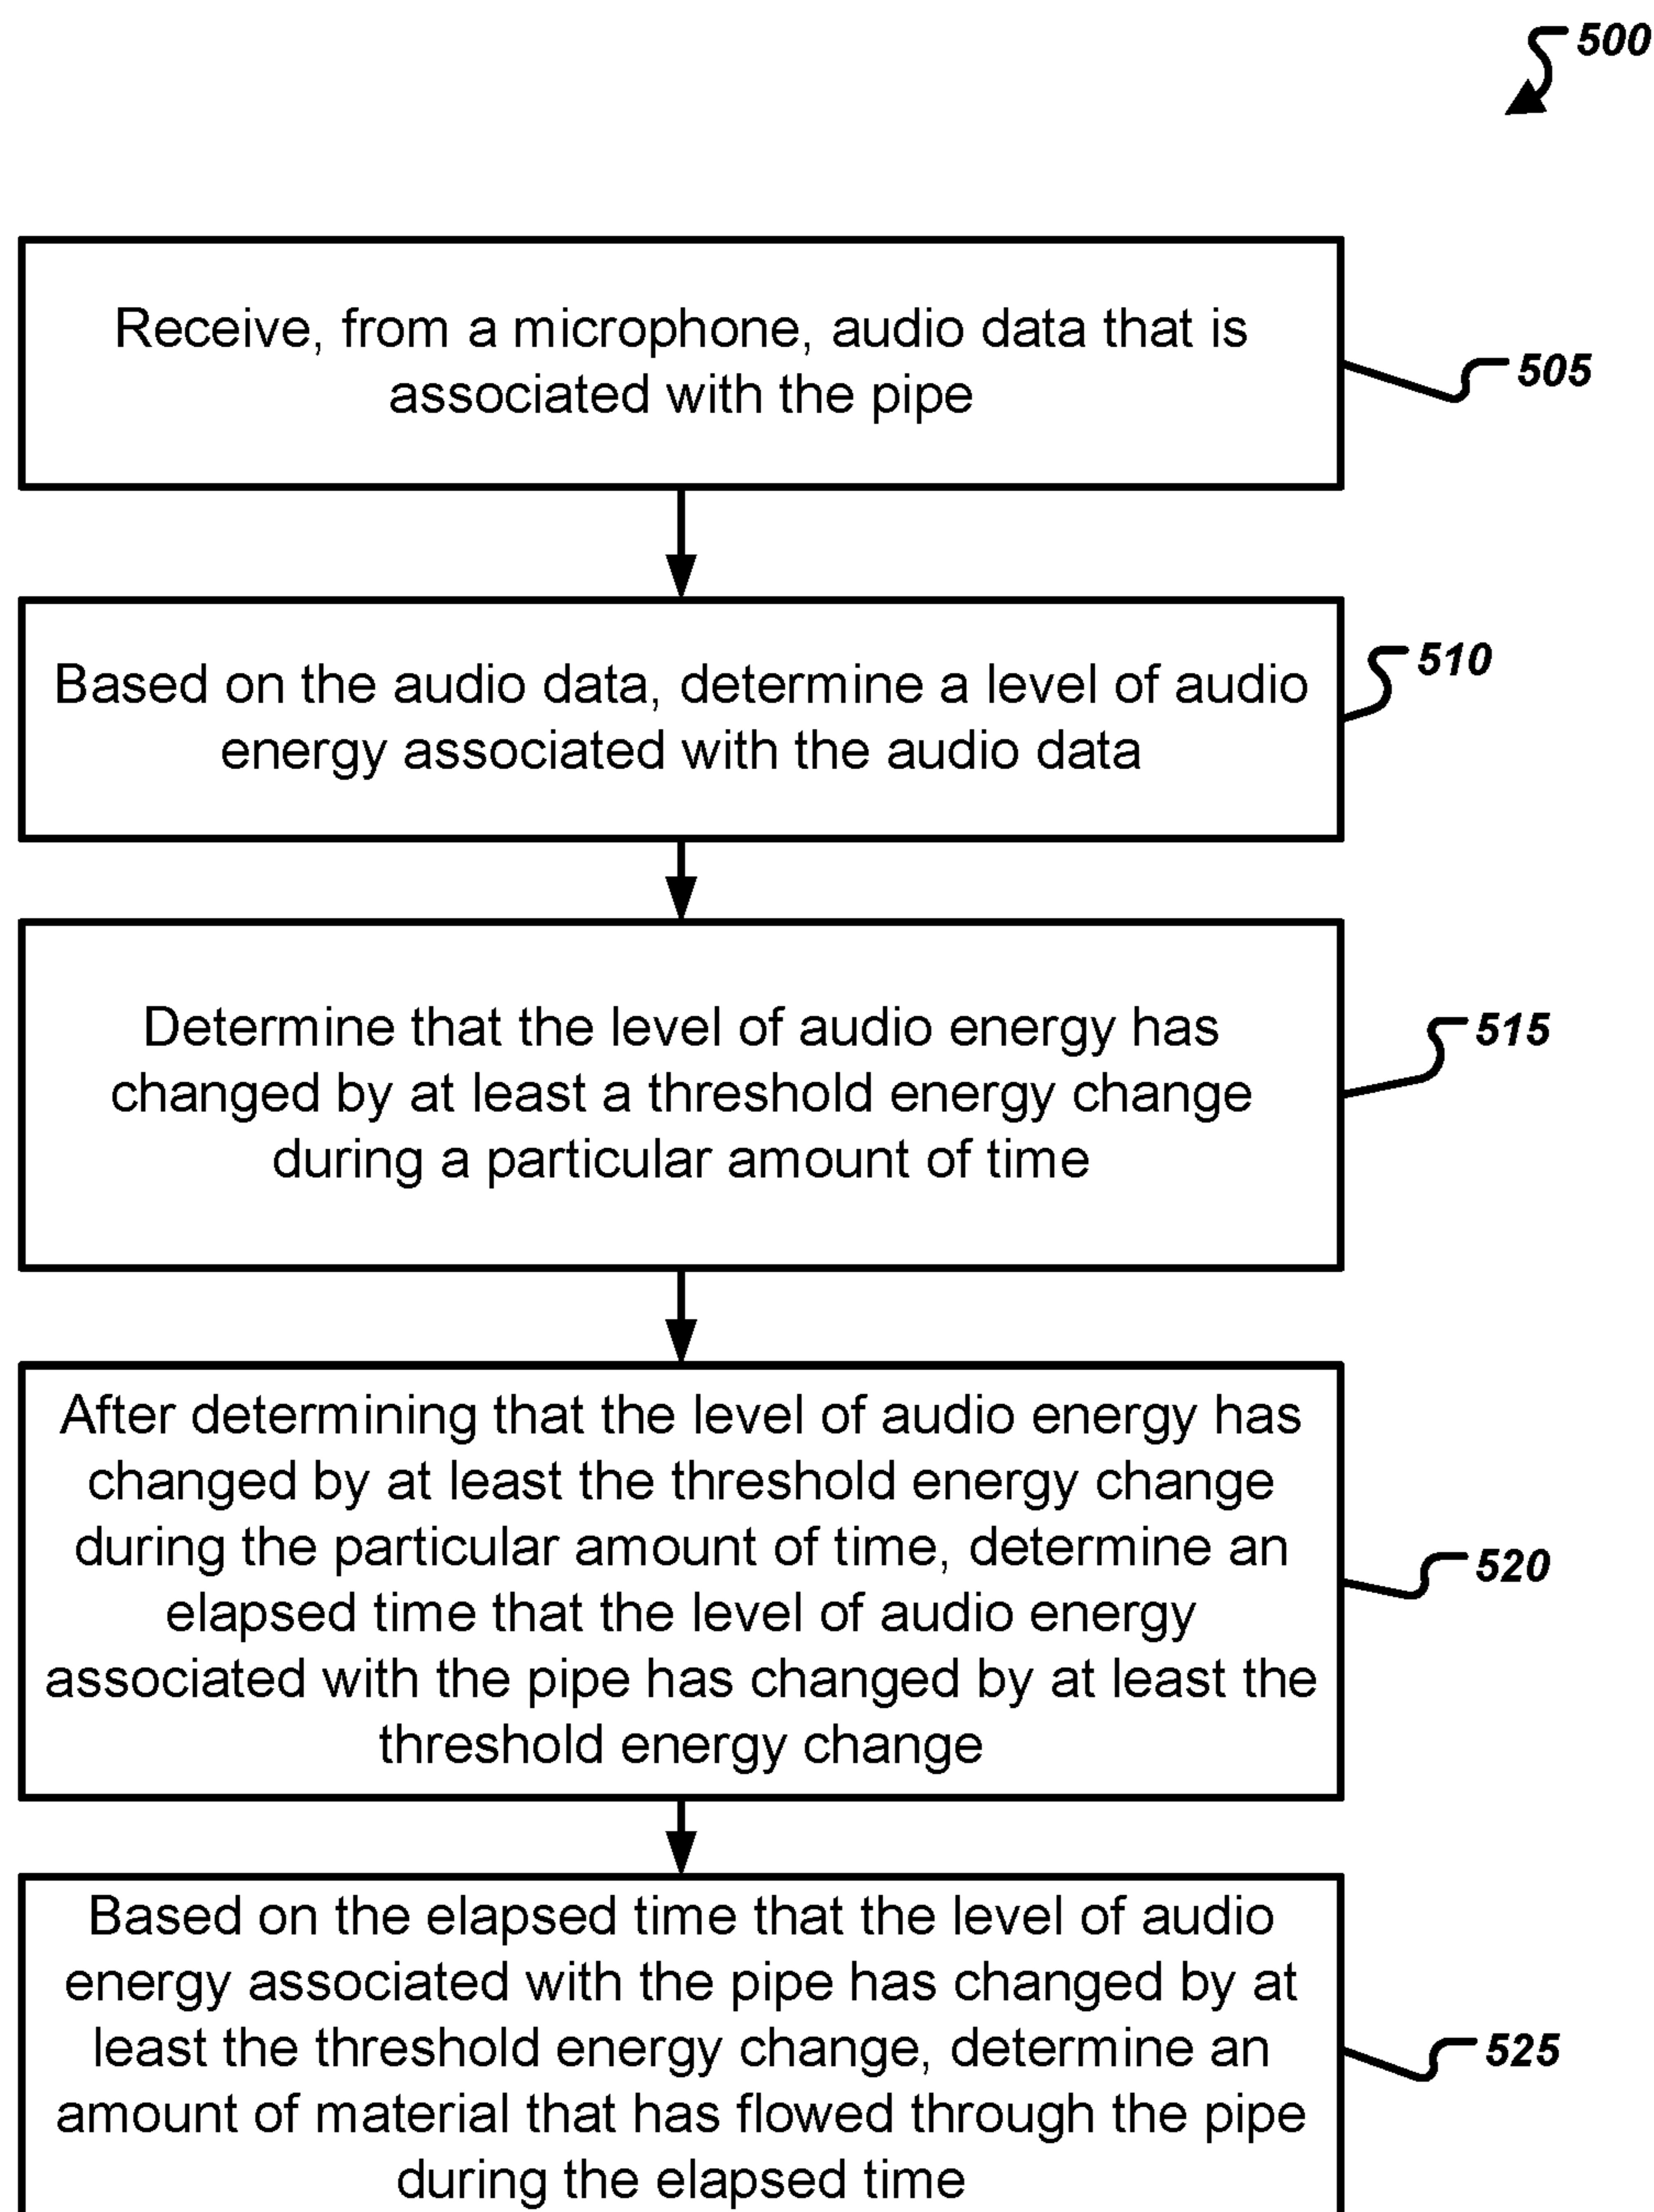 500
Receive, from a microphone, audio data that is
associated with the pipe
505
Based on the audio data, determine a level of audio
energy associated with the audio data
510
Determine that the level of audio energy has
changed by at least a threshold energy change
during a particular amount of time
515
After determining that the level of audio energy has
changed by at least the threshold energy change
during the particular amount of time, determine an
elapsed time that the level of audio energy
associated with the pipe has changed by at least the
threshold energy change
520
Based on the elapsed time that the level of audio
energy associated with the pipe has changed by at
least the threshold energy change, determine an
amount of material that has flowed through the pipe
during the elapsed time
525